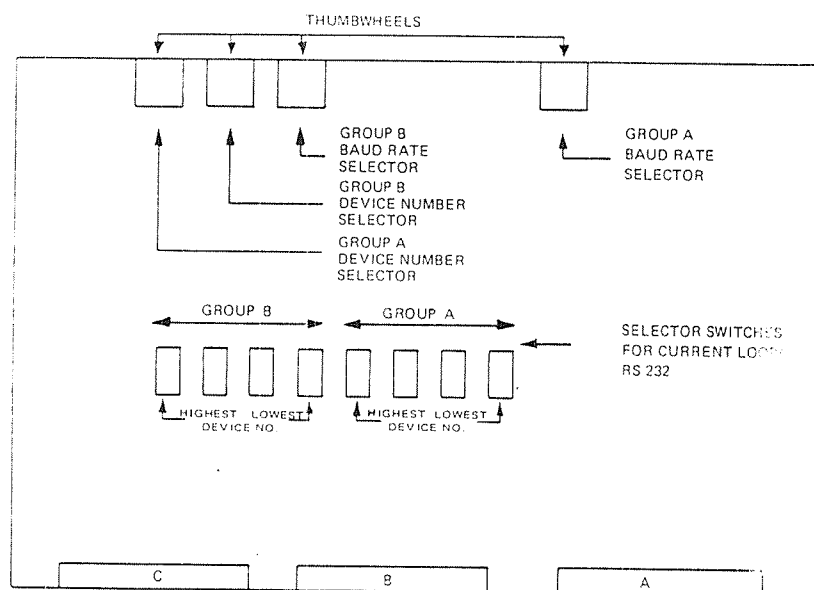 THUMBWHEELS
GROUP B
BAUD RATE
SELECTOR
GROUP A
BAUD RATE
SELECTOR
GROUP B
DEVICE NUMBER
SELECTOR
GROUP A
DEVICE NUMBER
SELECTOR
GROUP B
GROUP A
SELECTOR SWITCHES
FOR CURRENT
RS 232
HIGHEST LOWEST
DEVICE NO.
HIGHEST LOWEST
DEVICE NO.
C
B
A